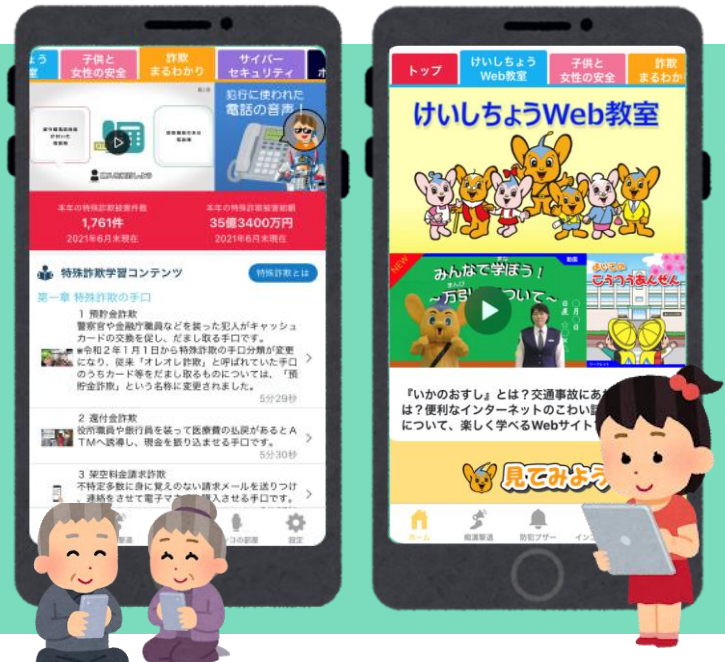 よう
室
子供と
女性の安全
詐欺
まるわかり
サイバー
セキュリティ
犯行に使われた
電話の音声!
本年の特殊詐欺被害件数
1,761件
2021年6月末現在
本年の特殊詐欺被害総額
35億3400万円
2021年6月末現在
特殊詐欺学習コンテンツ
特殊詐欺とは
第一章 特殊詐欺の手口
1 預貯金詐欺
警察官や金融庁職員などを装った犯人がキャッシュ
カードの交換を促し、だまし取る手口です。
※令和2年1月1日から特殊詐欺の手口分類が変更
になり、従来「オレオレ詐欺」と呼ばれていた手口
のうちカード等をだまし取るものについては、「預
貯金詐欺」という名称に変更されました。
5分29秒
2 還付金詐欺
役所職員や銀行員を装って医療費の払戻があるとA
TMへ誘導し、現金を振り込ませる手口です。
5分30秒
3 架空料金請求詐欺
不特定多数に身に覚えのない請求メールを送りつけ
、連絡をさせて電子マネ
購入させる手口です。
撃退
コの部屋
設定
トップ
けいしちょう
Web教室
子供と
女性の安全
詐欺
まるわか
けいしちょうWeb教室
NEW
動画
みんなで学ぼう!
まんび
~万引
ついて~
こうつうあんぜん
『いかのおすし』とは?交通事故にあ
は?便利なインターネットのこわい
について、楽しく学べるWebサイト
見てみよう
ホーム
痴漢撃退
防犯ブザー
インコ